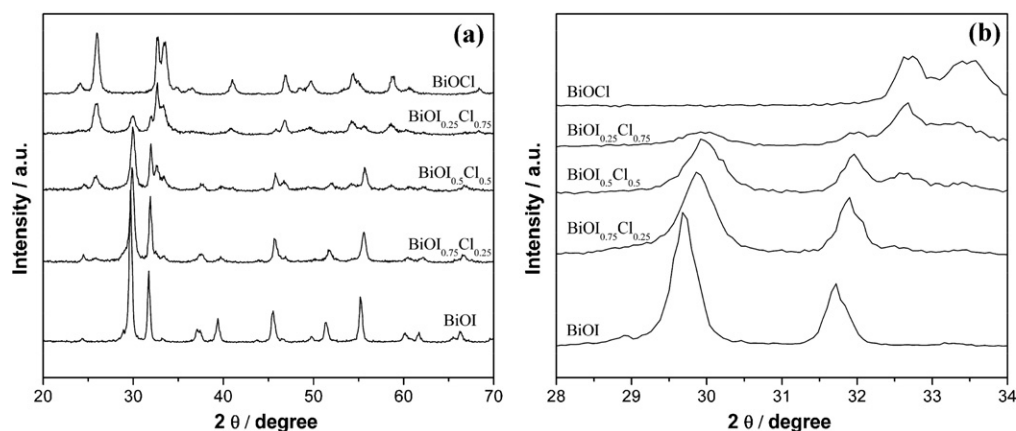 (a)
BiOCl
BiOI0.25Cl0.75
BiOI0.5Cl0.5
BiOI0.75Cl0.25
BiOI
Intensity / a.u.
20 30 40 50 60 70
2 θ / degree
(b)
BiOCl
BiOI0.25Cl0.75
BiOI0.5Cl0.5
BiOI0.75Cl0.25
BiOI
Intensity / a.u.
28 29 30 31 32 33 34
2 θ / degree